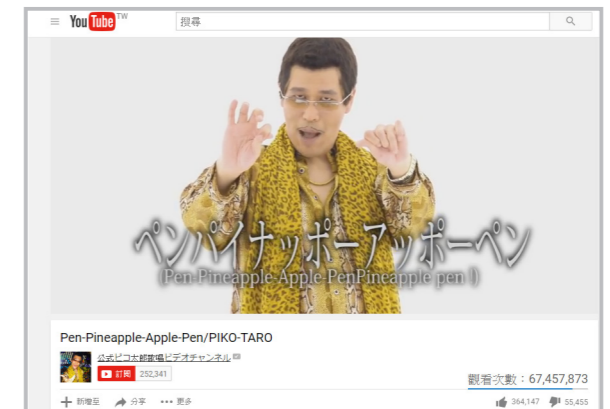 YouTube TW
搜尋
ペンパイナッポーアッポーペン
(Pen-Pineapple-Apple-PenPineapple pen !)
Pen-Pineapple-Apple-Pen/PIKO-TARO
公式ピコ太郎歌唱ビデオチャンネル
訂閱 252,341
觀看次數：67,457,873
新增至 分享 更多 364,147 55,455